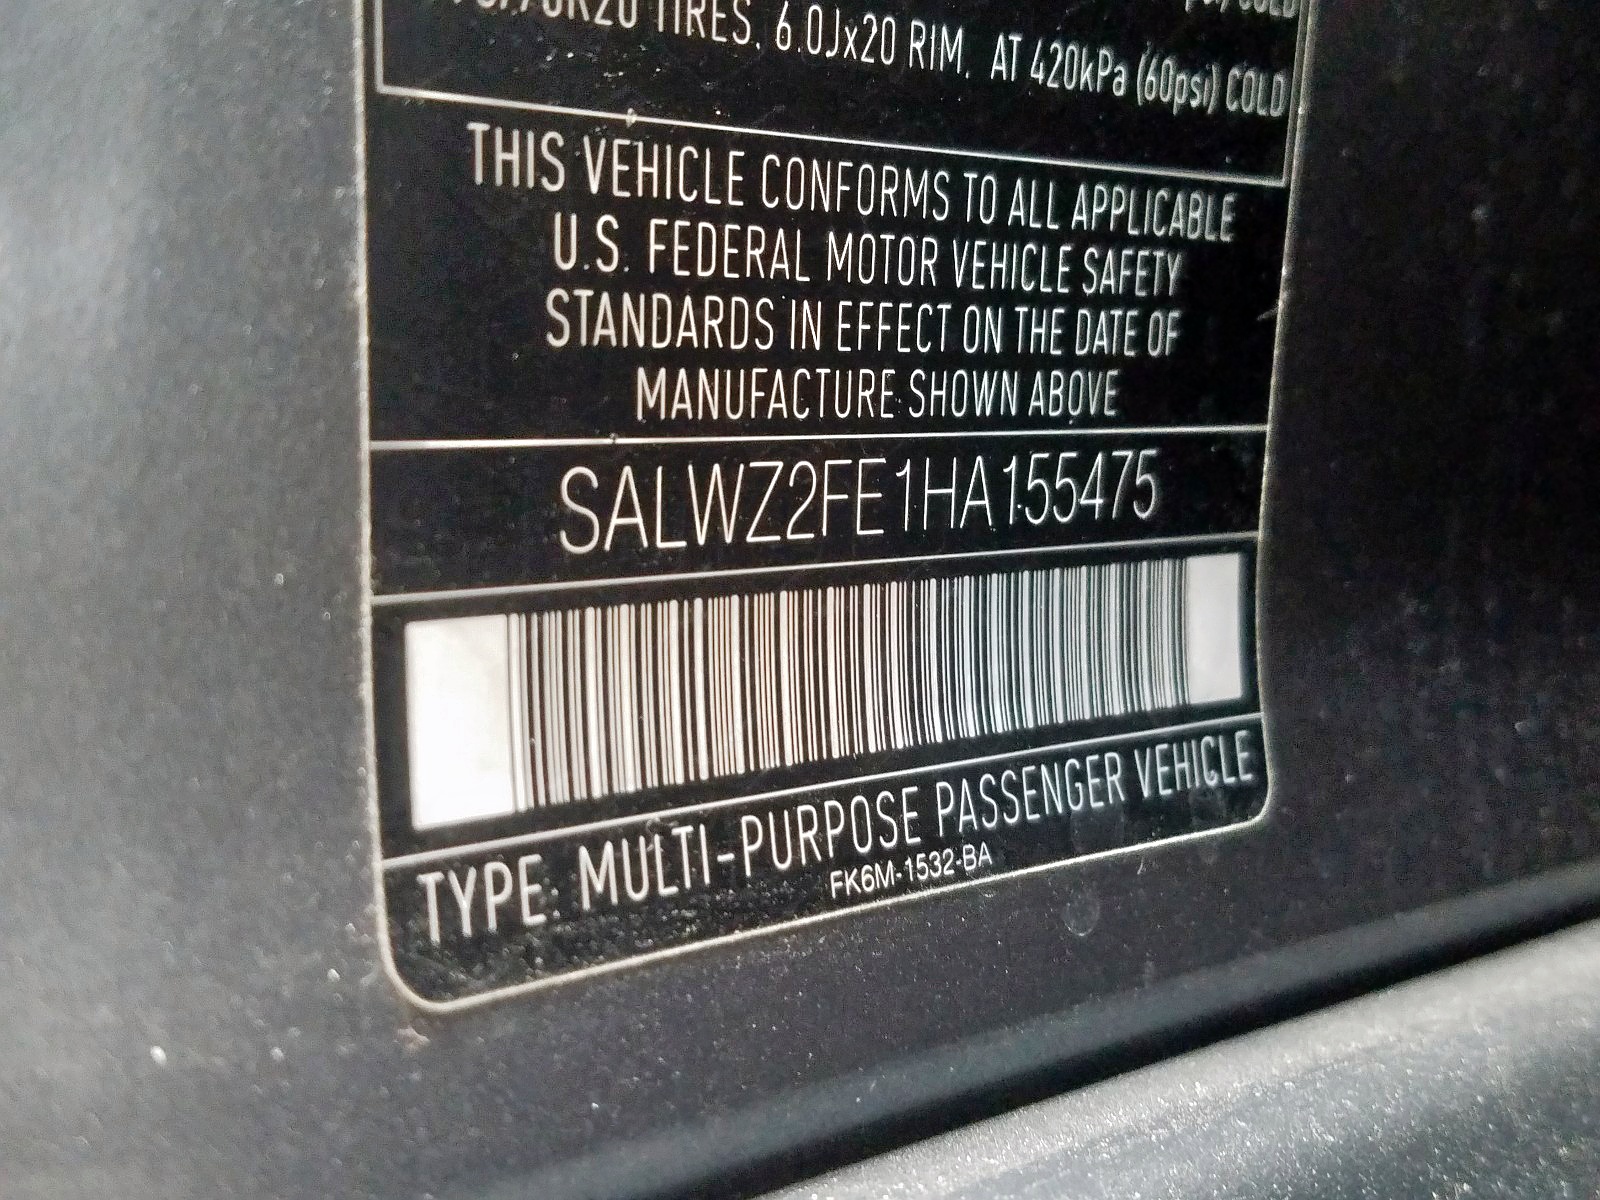 COLD
TIRES, 6.0Jx20 RIM, AT 420kPa (60psi) COLD
THIS VEHICLE CONFORMS TO ALL APPLICABLE
U.S. FEDERAL MOTOR VEHICLE SAFETY
STANDARDS IN EFFECT ON THE DATE OF
MANUFACTURE SHOWN ABOVE
SALWZ2FE1HA155475
TYPE: MULTI-PURPOSE PASSENGER VEHICLE
FK6M-1532-BA